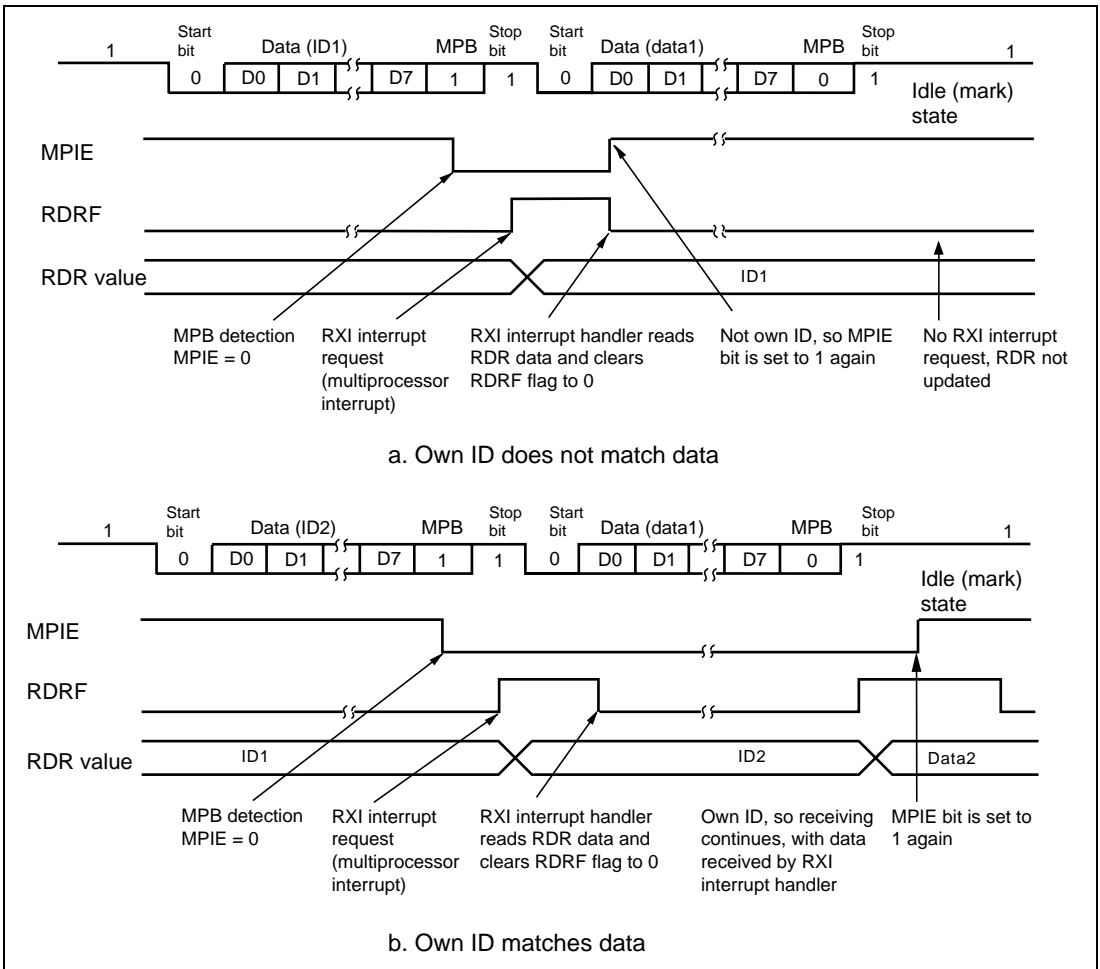 Start bit
Data (ID1)
MPB
Stop bit
Start bit
Data (data1)
MPB
Stop bit
1
1
0
D0
D1
D7
1
1
0
D0
D1
D7
0
1
Idle (mark) state
MPIE
RDRF
RDR value
ID1
MPB detection
MPIE = 0
RXI interrupt
request
(multiprocessor
interrupt)
RXI interrupt handler reads
RDR data and clears
RDRF flag to 0
Not own ID, so MPIE
bit is set to 1 again
No RXI interrupt
request, RDR not
updated
a. Own ID does not match data
Start bit
Data (ID2)
MPB
Stop bit
Start bit
Data (data1)
MPB
Stop bit
1
1
0
D0
D1
D7
1
1
0
D0
D1
D7
0
1
Idle (mark) state
MPIE
RDRF
RDR value
ID1
ID2
Data2
MPB detection
MPIE = 0
RXI interrupt
request
(multiprocessor
interrupt)
RXI interrupt handler
reads RDR data and
clears RDRF flag to 0
Own ID, so receiving
continues, with data
received by RXI
interrupt handler
MPIE bit is set to
1 again
b. Own ID matches data